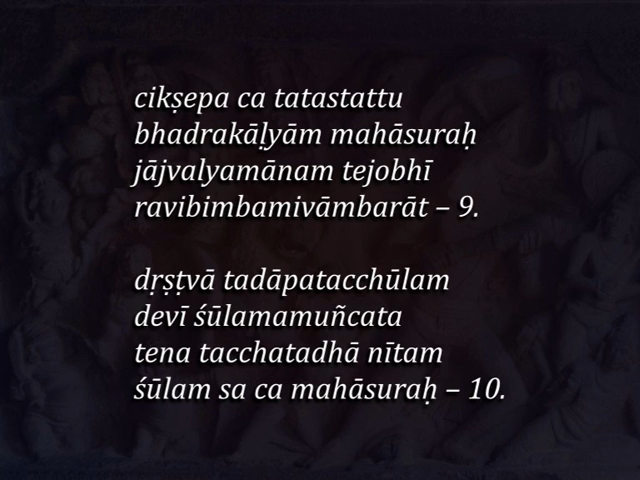 cikṣepa ca tatastattu
bhadrakāḷyām mahāsuraḥ
jājvalyamānam tejobhī
ravibimbamivāmbarāt – 9.
dṛṣṭvā tadāpatacchūlam
devī śūlamamuñcata
tena tacchatadhā nītam
śūlam sa ca mahāsuraḥ – 10.